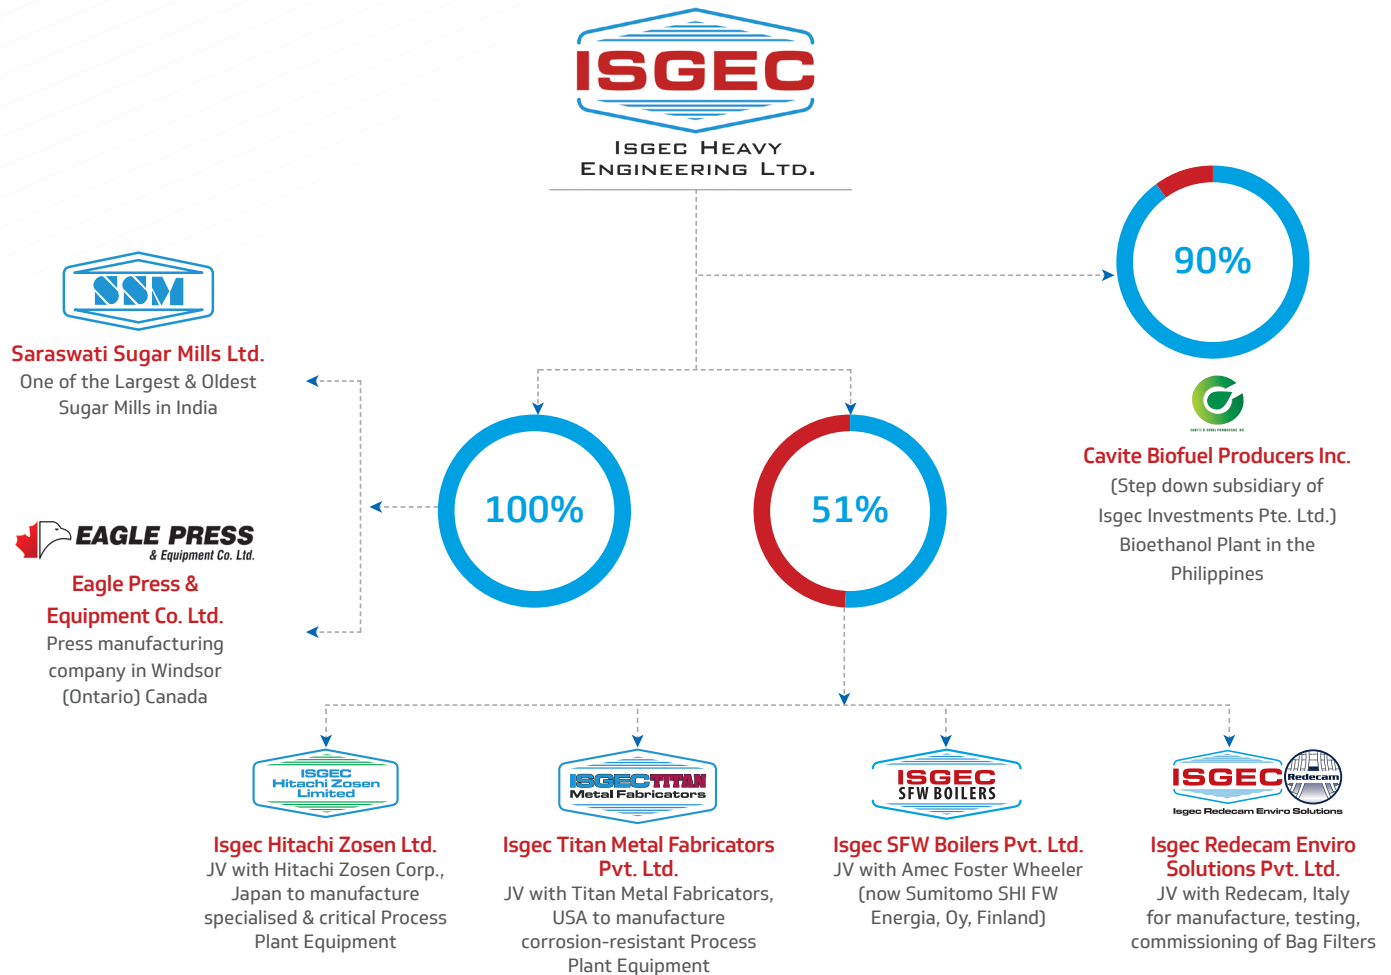 ISGEC
ISGEC HEAVY
ENGINEERING LTD.
90%
CAVITE BIOFUEL PRODUCERS INC.
Cavite Biofuel Producers Inc.
(Step down subsidiary of
Isgec Investments Pte. Ltd.)
Bioethanol Plant in the
Philippines
SSM
Saraswati Sugar Mills Ltd.
One of the Largest & Oldest
Sugar Mills in India
EAGLE PRESS
& Equipment Co. Ltd.
Eagle Press &
Equipment Co. Ltd.
Press manufacturing
company in Windsor
(Ontario) Canada
100%
51%
ISGEC
Hitachi Zosen
Limited
Isgec Hitachi Zosen Ltd.
JV with Hitachi Zosen Corp.,
Japan to manufacture
specialised & critical Process
Plant Equipment
ISGEC TITAN
Metal Fabricators
Isgec Titan Metal Fabricators
Pvt. Ltd.
JV with Titan Metal Fabricators,
USA to manufacture
corrosion-resistant Process
Plant Equipment
ISGEC
SFW BOILERS
Isgec SFW Boilers Pvt. Ltd.
JV with Amec Foster Wheeler
(now Sumitomo SHI FW
Energia, Oy, Finland)
ISGEC
Redecam
Isgec Redecam Enviro Solutions
Isgec Redecam Enviro
Solutions Pvt. Ltd.
JV with Redecam, Italy
for manufacture, testing,
commissioning of Bag Filters